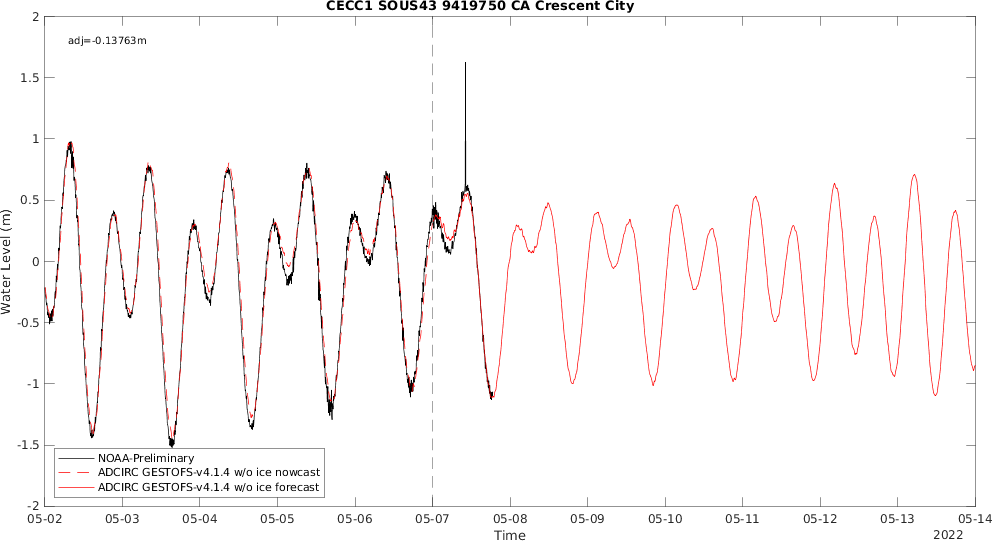 CECC1 SOUS43 9419750 CA Crescent City
adj=-0.13763m
2
1.5
1
0.5
0
-0.5
-1
-1.5
-2
Water Level (m)
NOAA-Preliminary
ADCIRC GESTOFS-v4.1.4 w/o ice nowcast
ADCIRC GESTOFS-v4.1.4 w/o ice forecast
05-02 05-03 05-04 05-05 05-06 05-07 05-08 05-09 05-10 05-11 05-12 05-13 05-14
Time
2022